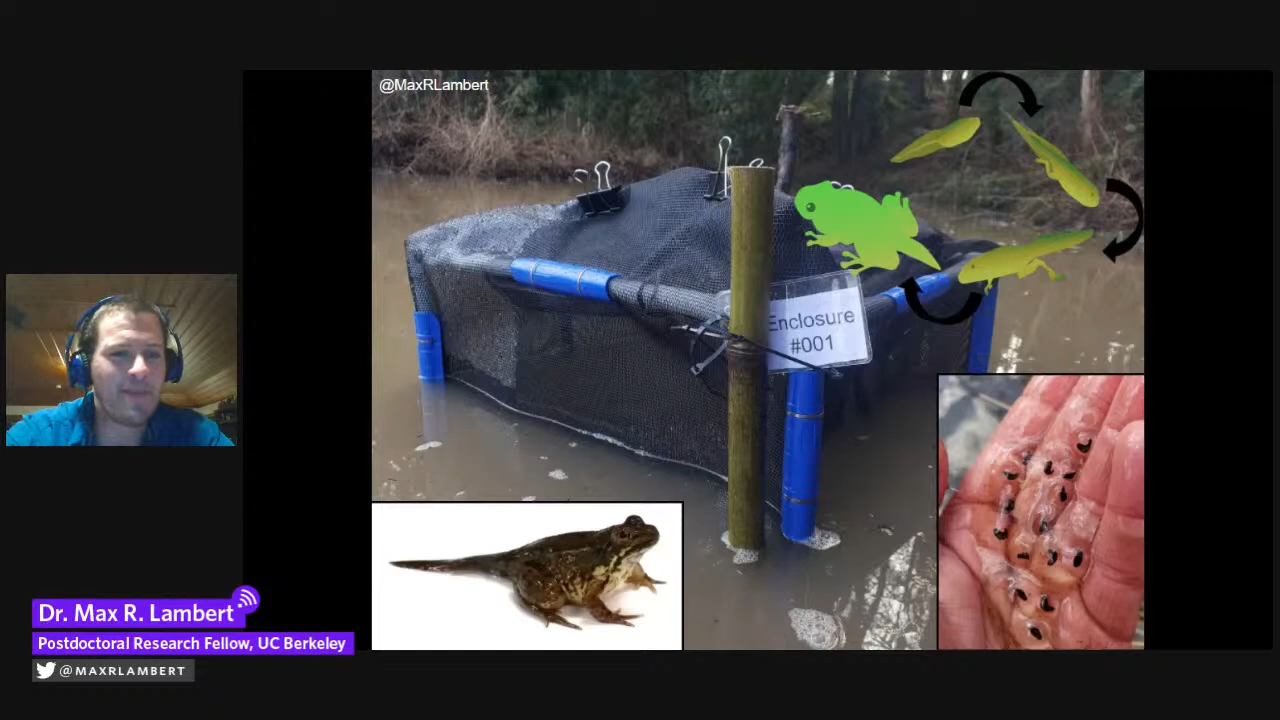 @MaxRLambert
Enclosure
#001
Dr. Max R. Lambert
Postdoctoral Research Fellow, UC Berkeley
@MAXRLAMBERT